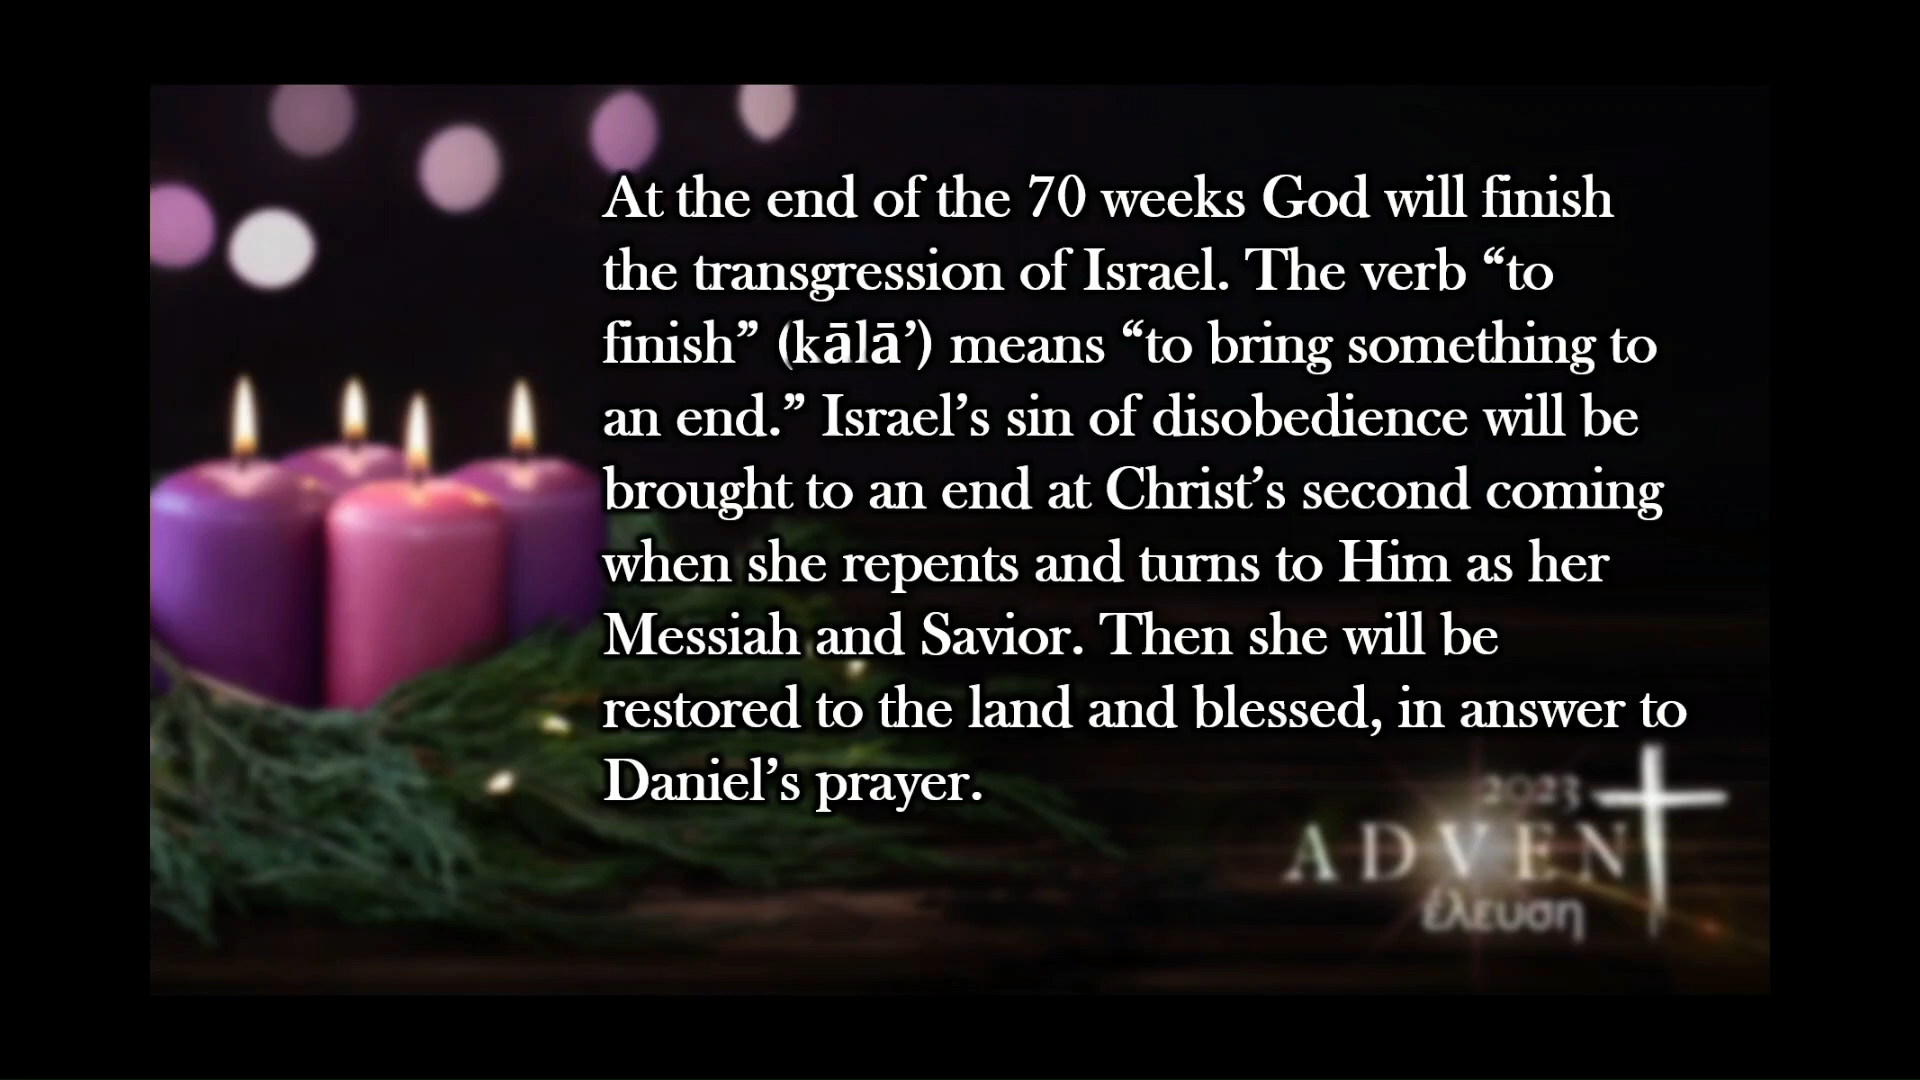 At the end of the 70 weeks God will finish
the transgression of Israel. The verb “to
finish” (kālā’) means “to bring something to
an end.” Israel’s sin of disobedience will be
brought to an end at Christ’s second coming
when she repents and turns to Him as her
Messiah and Savior. Then she will be
restored to the land and blessed, in answer to
Daniel’s prayer.
2023
ADVENT
έλευση